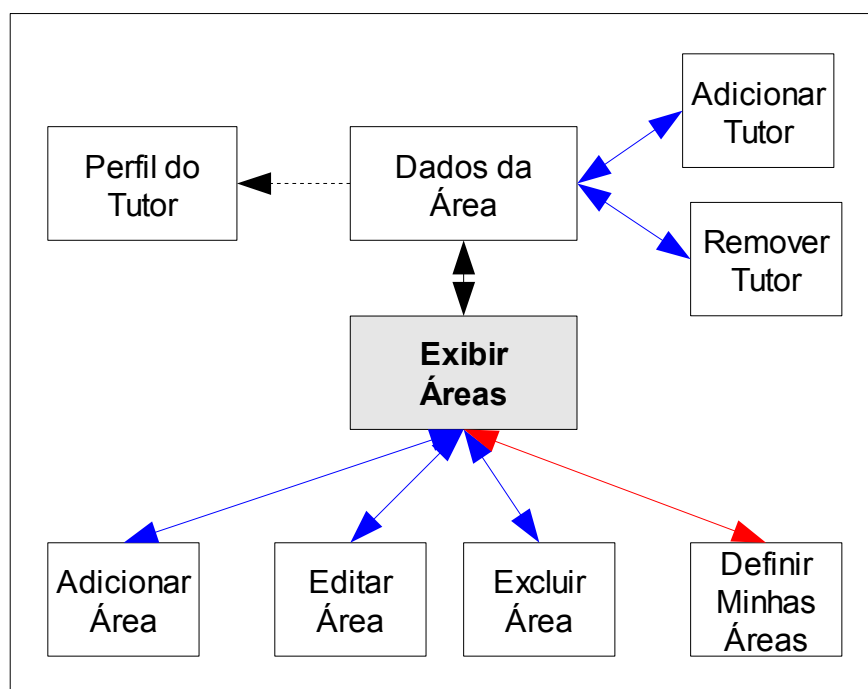 Adicionar
Tutor
Perfil do
Tutor
Dados da
Área
Remover
Tutor
Exibir
Áreas
Adicionar
Área
Editar
Área
Excluir
Área
Definir
Minhas
Áreas